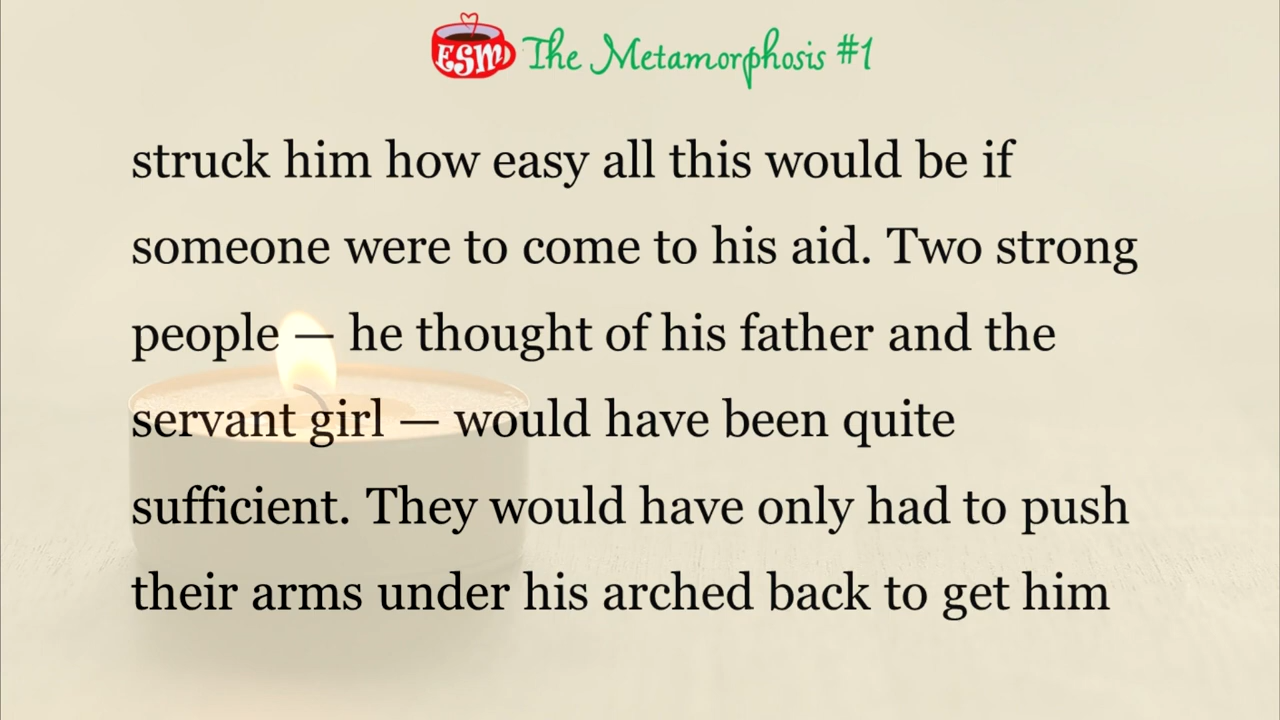 ESM The Metamorphosis #1
struck him how easy all this would be if
someone were to come to his aid. Two strong
people — he thought of his father and the
servant girl — would have been quite
sufficient. They would have only had to push
their arms under his arched back to get him